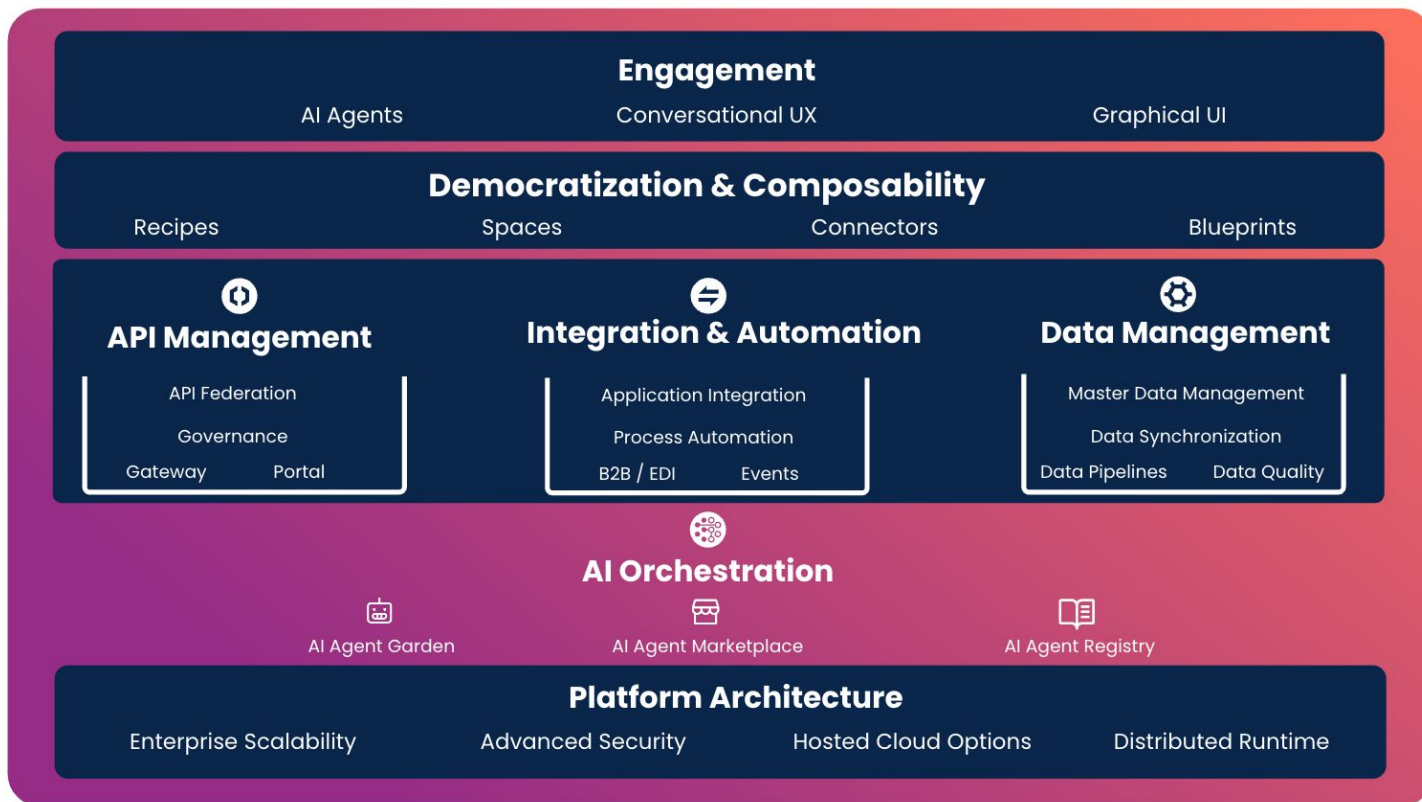 Engagement
AI Agents Conversational UX Graphical UI
Democratization & Composability
Recipes Spaces Connectors Blueprints
API Management
API Federation
Governance
Gateway Portal
Integration & Automation
Application Integration
Process Automation
B2B / EDI Events
Data Management
Master Data Management
Data Synchronization
Data Pipelines Data Quality
AI Orchestration
AI Agent Garden AI Agent Marketplace AI Agent Registry
Platform Architecture
Enterprise Scalability Advanced Security Hosted Cloud Options Distributed Runtime